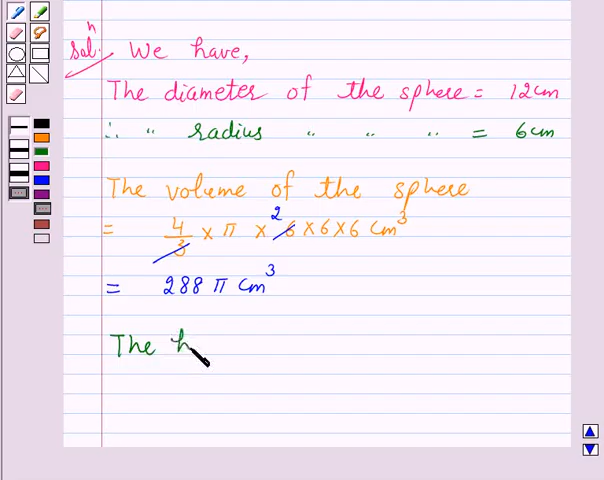 solⁿ. We have,
The diameter of the sphere = 12cm
∴ " radius " " " = 6cm
The volume of the sphere
= 4/3 × π × 6 2 × 6 × 6 cm³
= 288 π cm³
The h